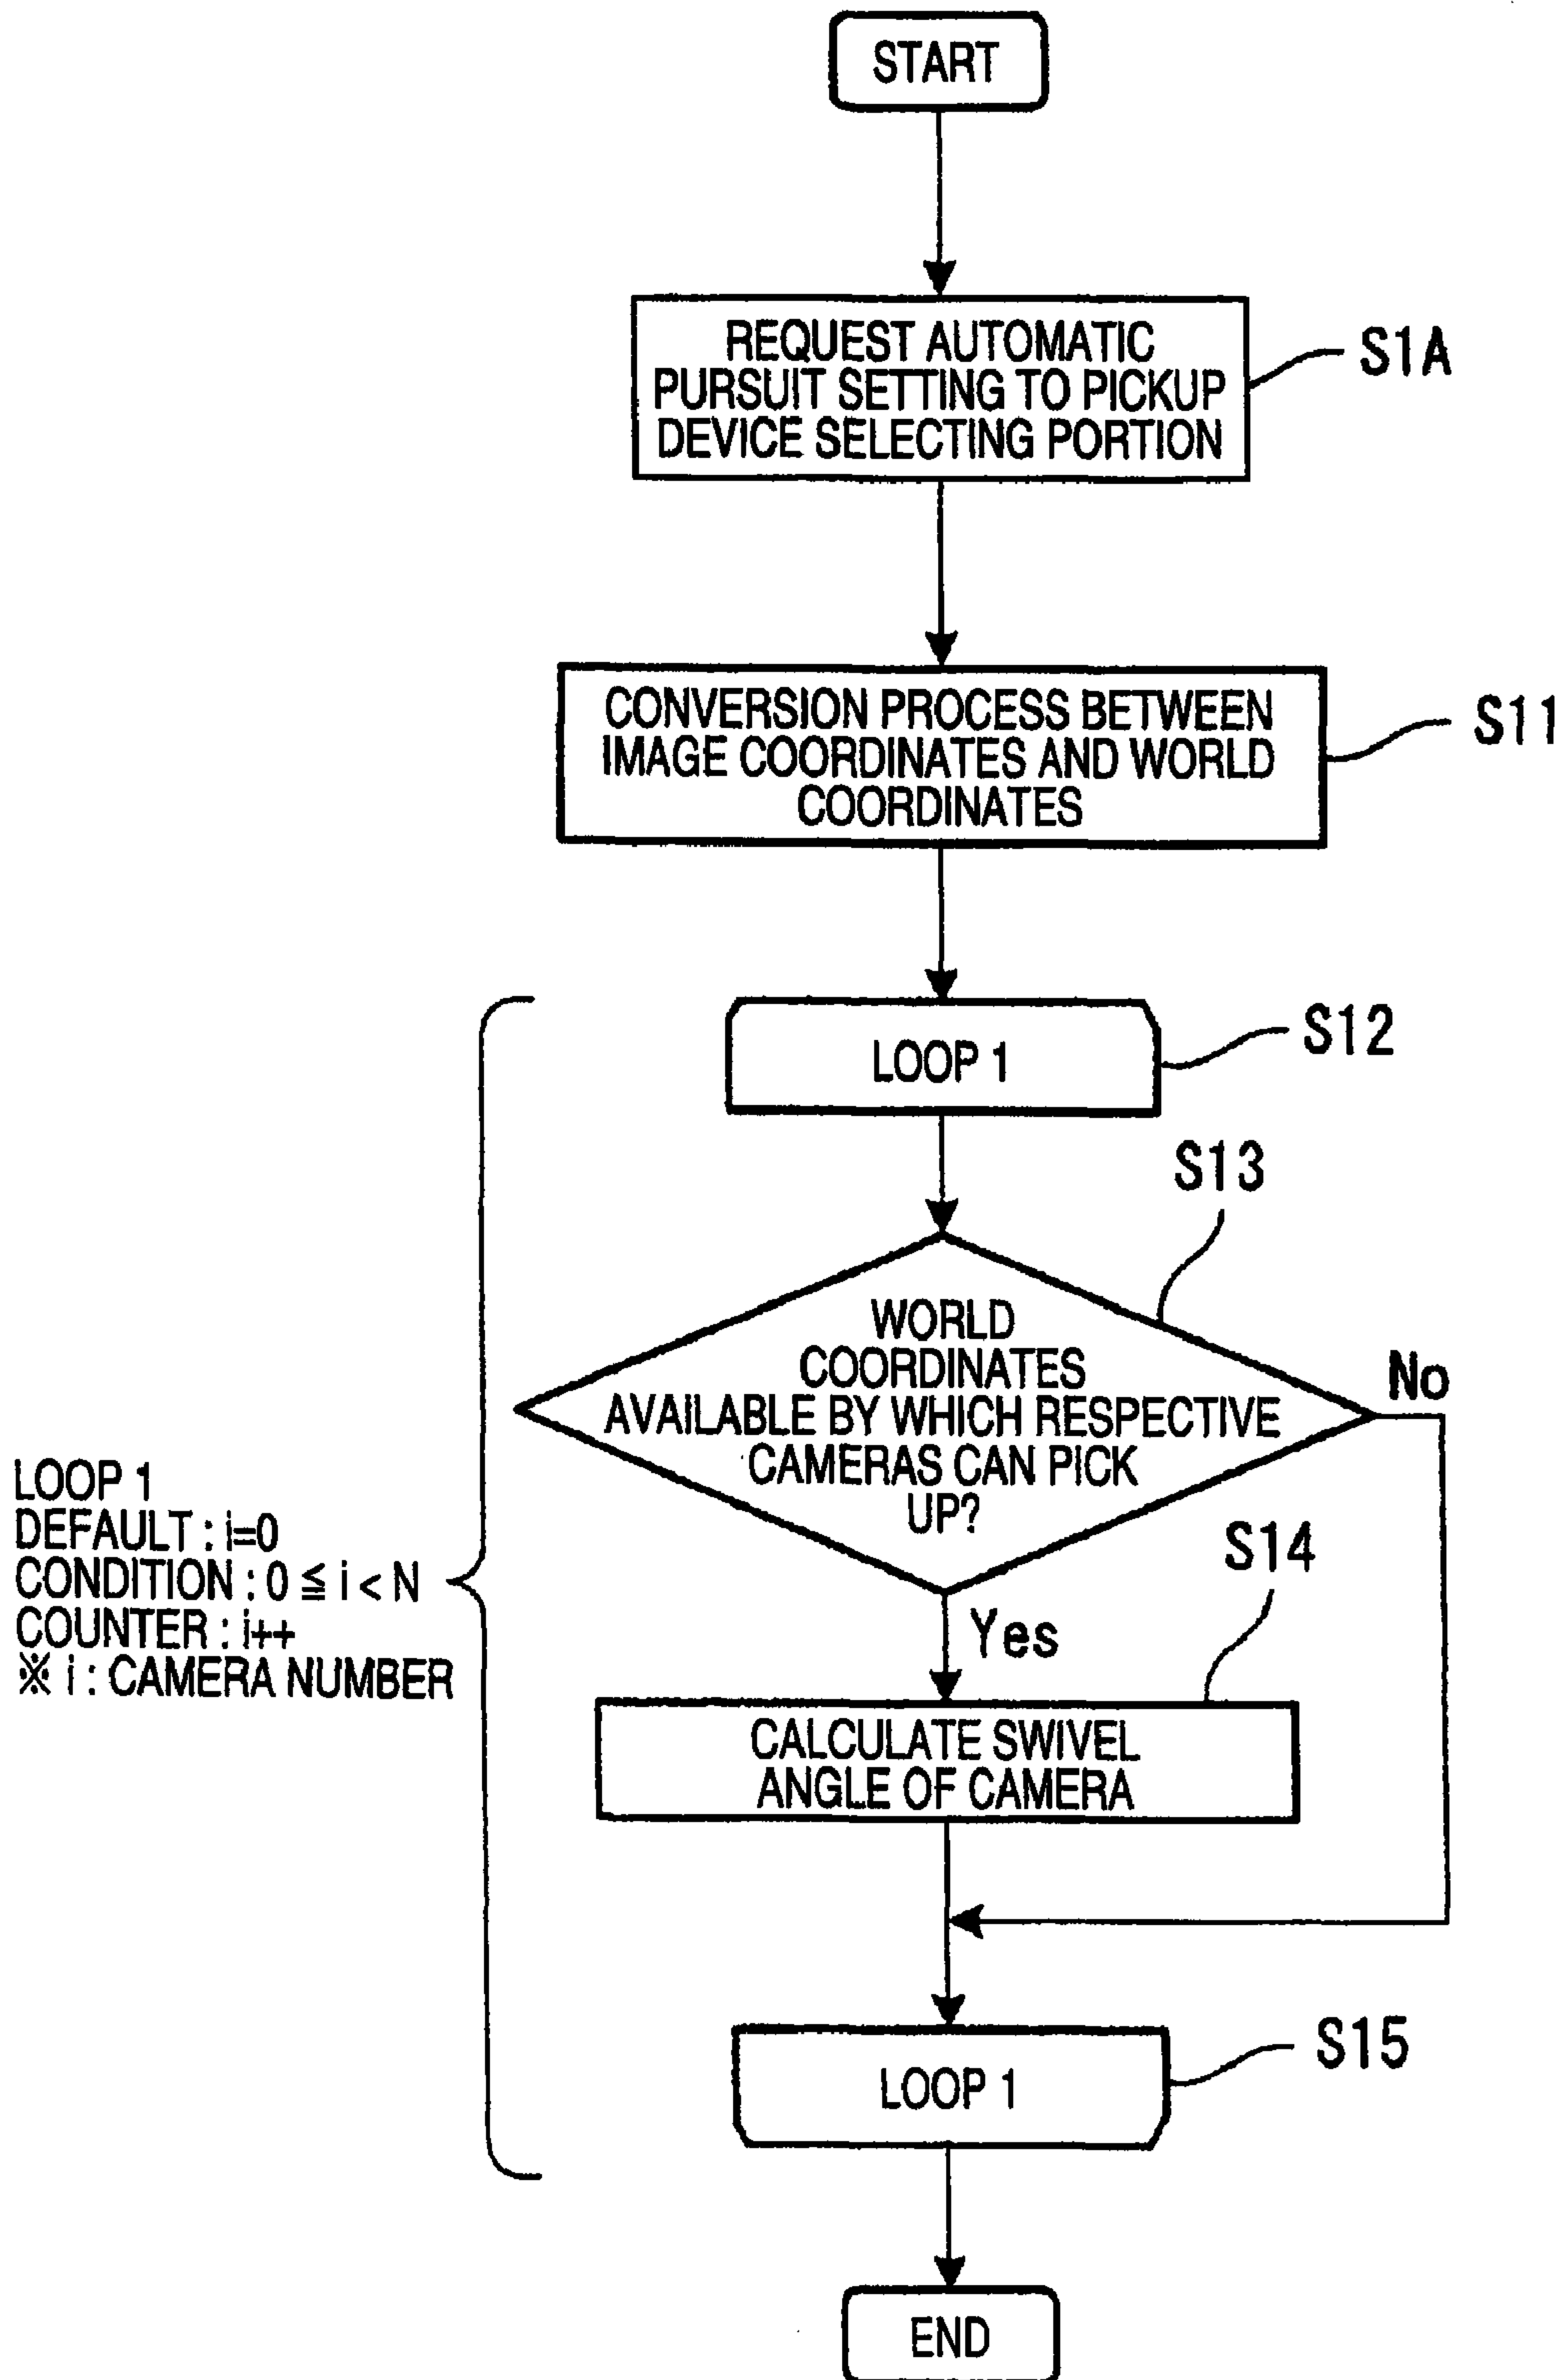 START
REQUEST AUTOMATIC
PURSUIT SETTING TO PICKUP
DEVICE SELECTING PORTION
S1A
CONVERSION PROCESS BETWEEN
IMAGE COORDINATES AND WORLD
COORDINATES
S11
LOOP 1
S12
S13
WORLD
COORDINATES
AVAILABLE BY WHICH RESPECTIVE
CAMERAS CAN PICK
UP?
No
LOOP 1
DEFAULT : i=0
CONDITION : 0 ≦ i < N
COUNTER : i++
※ i : CAMERA NUMBER
Yes
S14
CALCULATE SWIVEL
ANGLE OF CAMERA
LOOP 1
S15
END